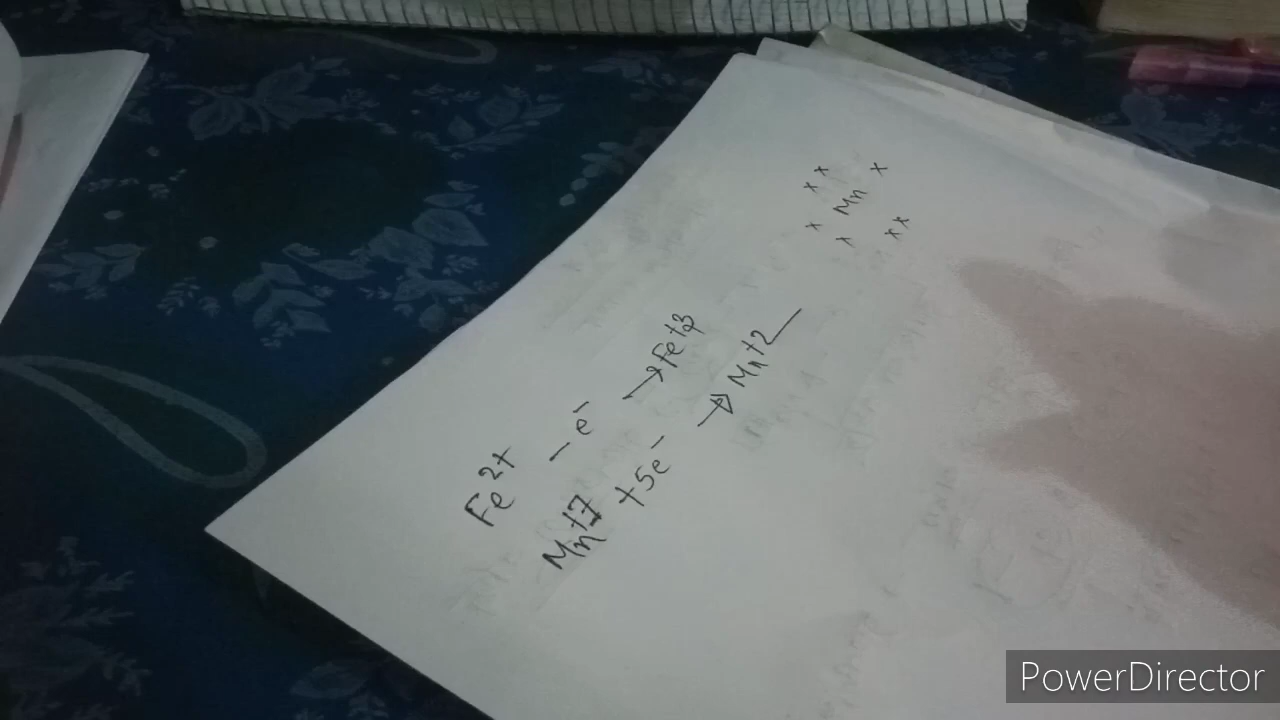 x x x
x Mn
x x x
Fe2+ - e- → Fe+3
Mn+7 +5e- → Mn+2
PowerDirector